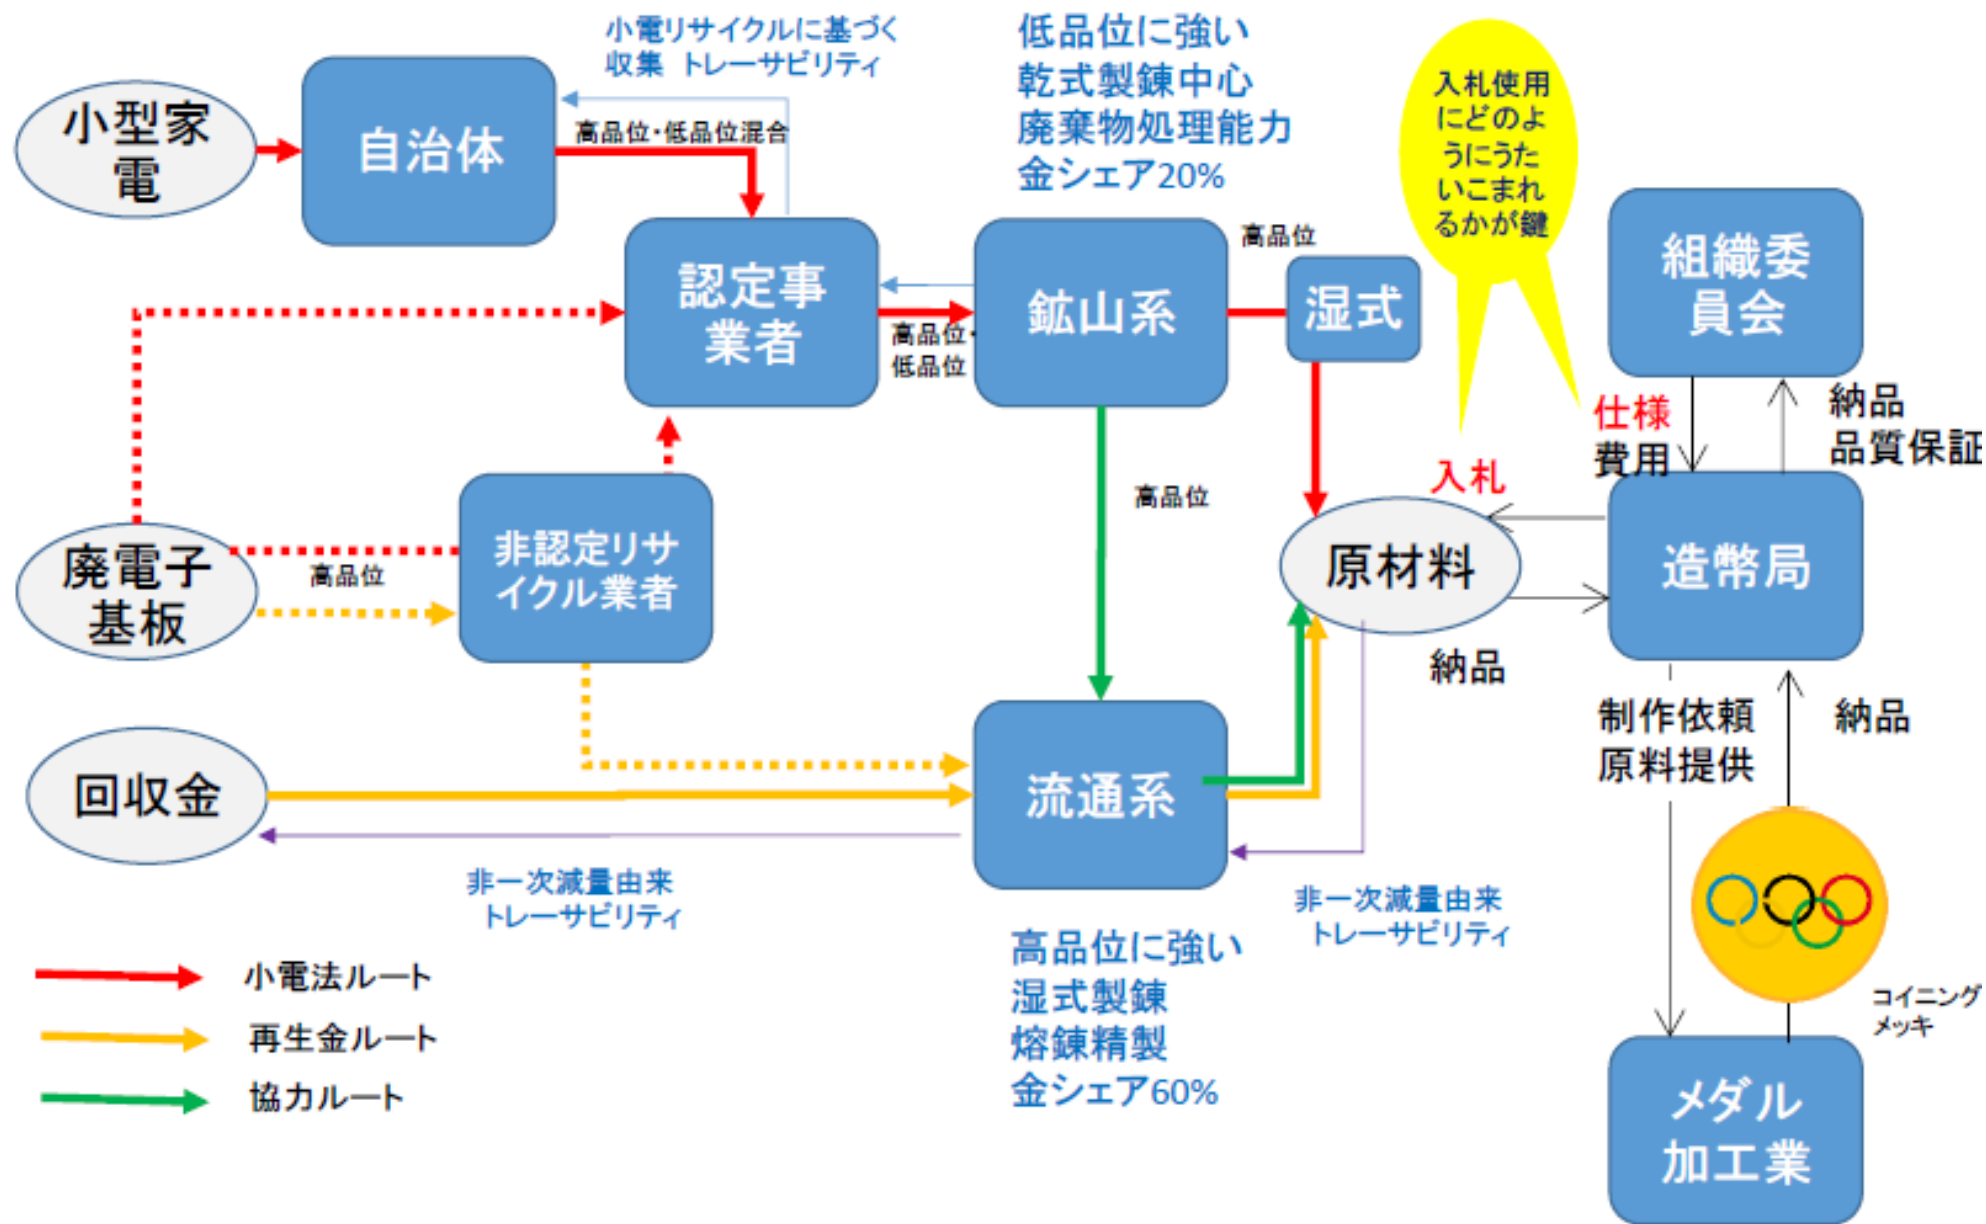 小電リサイクルに基づく
収集 トレーサビリティ
低品位に強い
乾式製錬中心
廃棄物処理能力
金シェア20%
入札使用
にどのよ
うにうた
いこまれ
るかが鍵
小型家
電
自治体
高品位・低品位混合
認定事
業者
高品位・
低品位
鉱山系
高品位
湿式
組織委
員会
仕様
費用
納品
品質保証
入札
高品位
廃電子
基板
高品位
非認定リサ
イクル業者
原材料
造幣局
納品
制作依頼
原料提供
納品
回収金
流通系
非一次減量由来
トレーサビリティ
非一次減量由来
トレーサビリティ
高品位に強い
湿式製錬
熔錬精製
金シェア60%
コイニング
メッキ
メダル
加工業
小電法ルート
再生金ルート
協力ルート